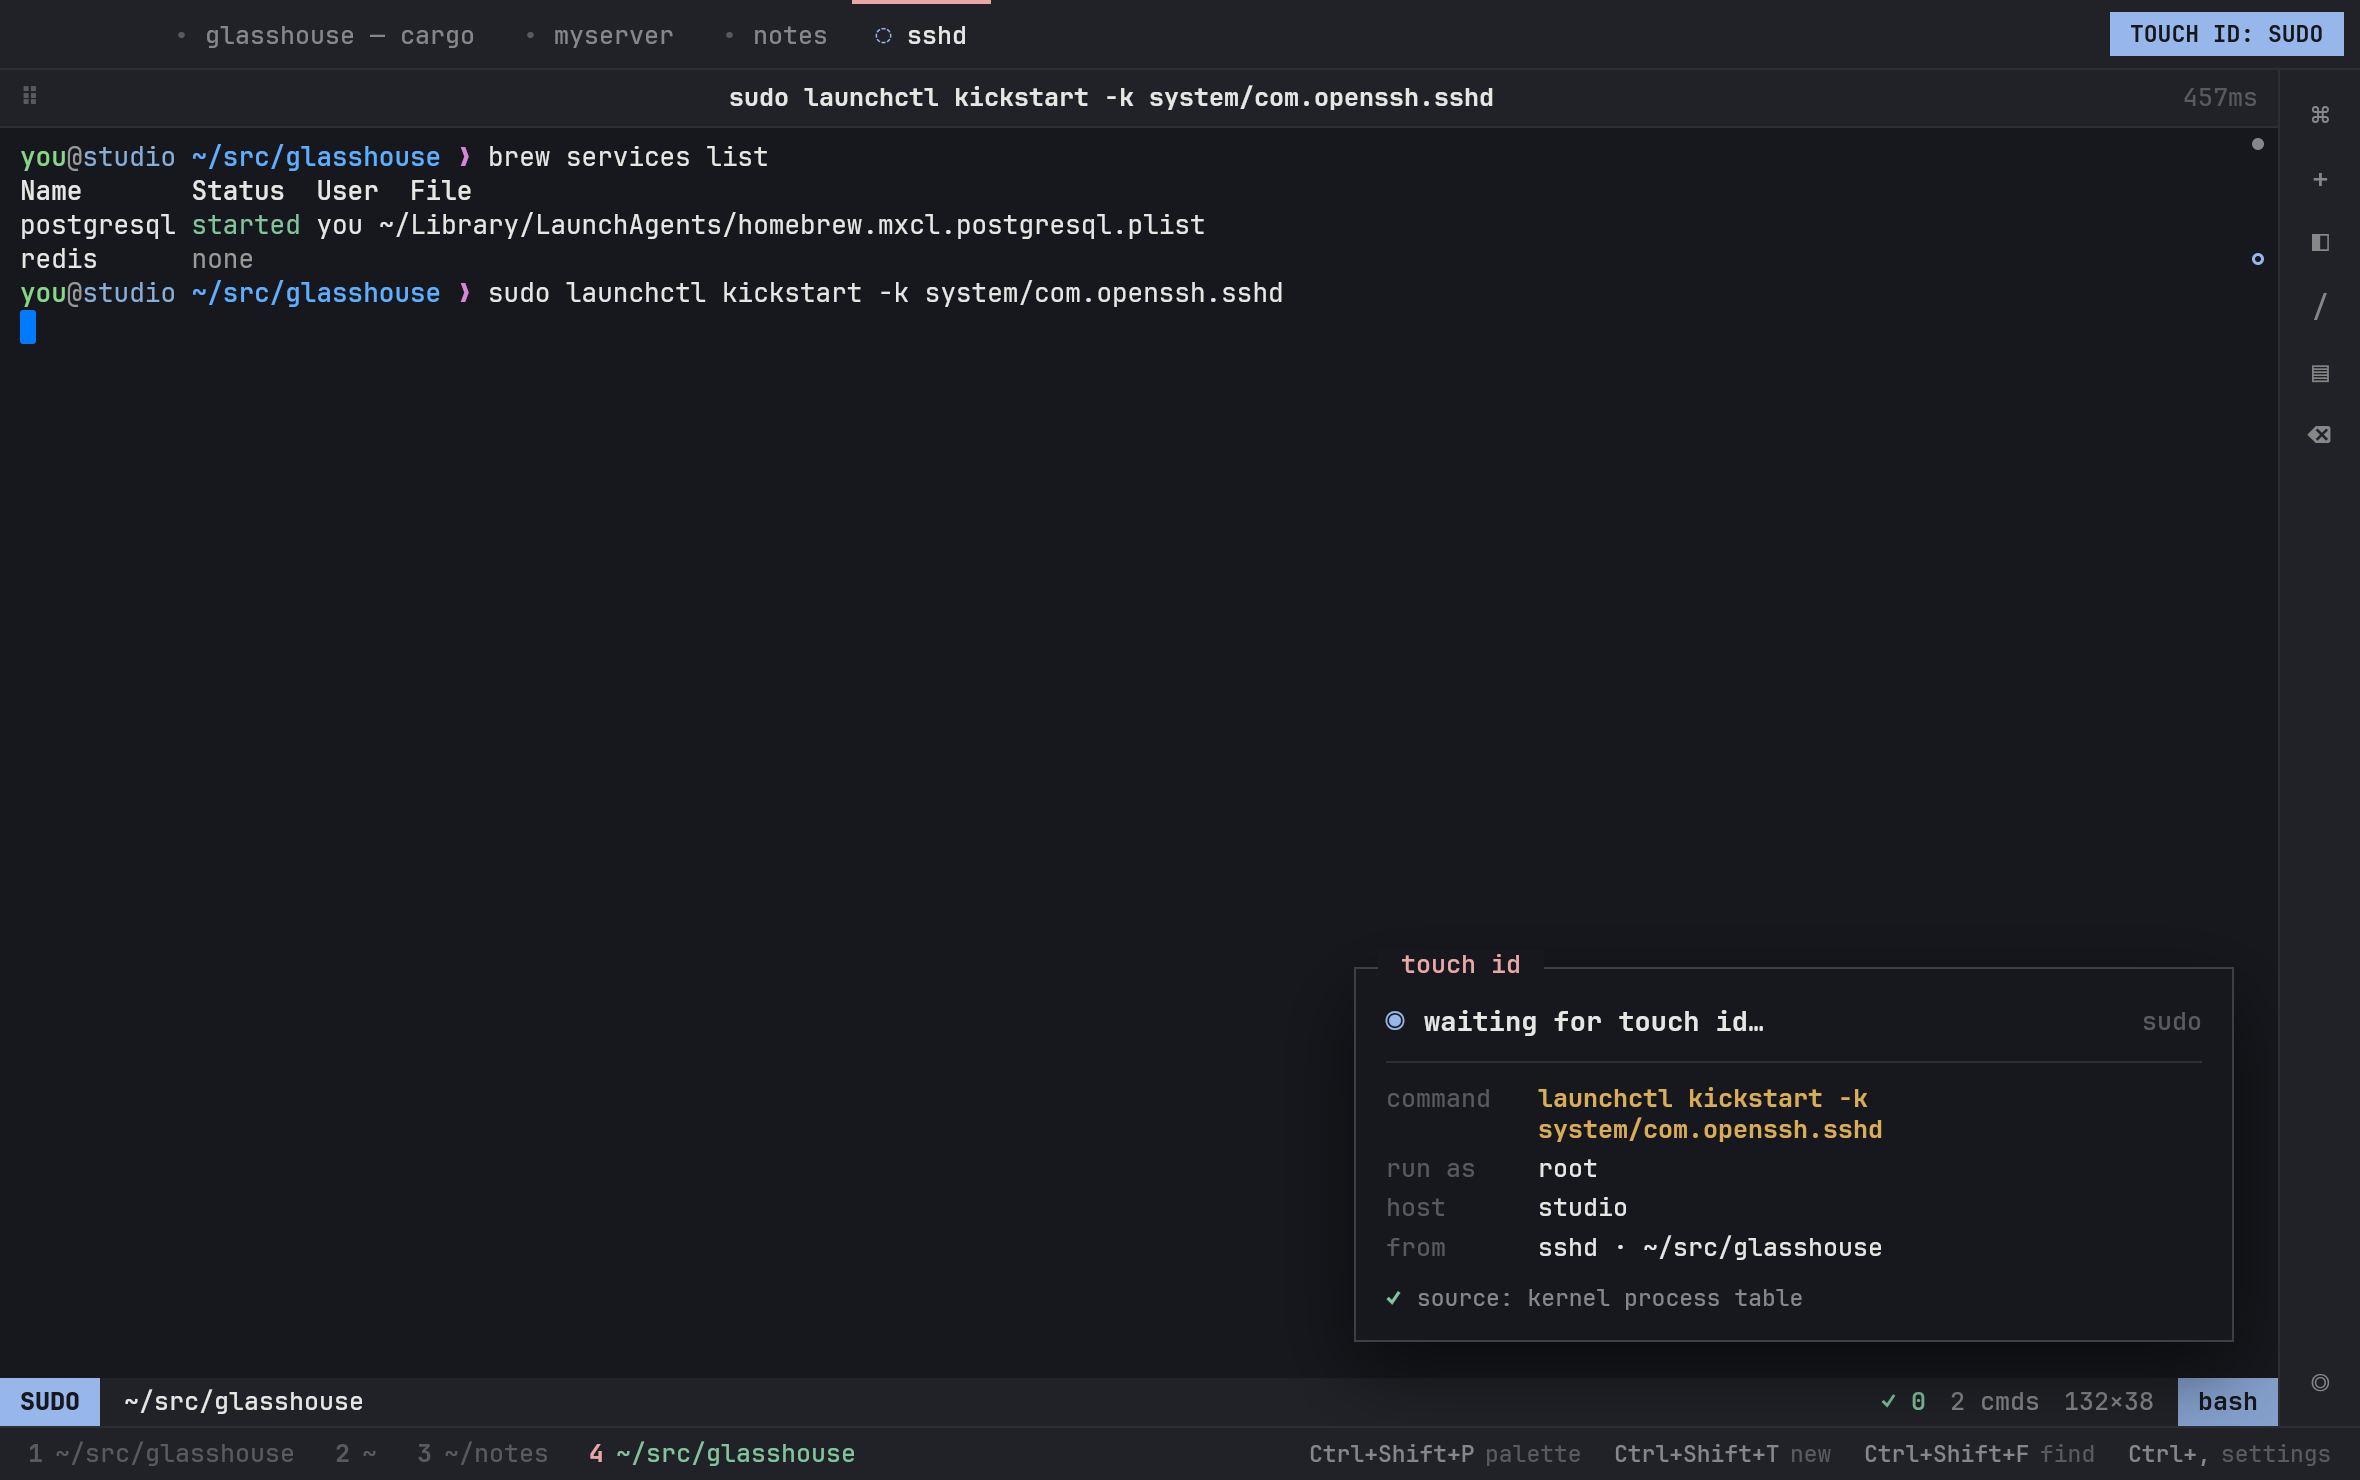 • glasshouse — cargo • myserver • notes ◌ sshd TOUCH ID: SUDO
sudo launchctl kickstart -k system/com.openssh.sshd 457ms
you@studio ~/src/glasshouse ❯ brew services list
Name Status User File
postgresql started you ~/Library/LaunchAgents/homebrew.mxcl.postgresql.plist
redis none
you@studio ~/src/glasshouse ❯ sudo launchctl kickstart -k system/com.openssh.sshd
touch id
◉ waiting for touch id… sudo
command launchctl kickstart -k
system/com.openssh.sshd
run as root
host studio
from sshd · ~/src/glasshouse
✓ source: kernel process table
SUDO ~/src/glasshouse ✓ 0 2 cmds 132×38 bash
1 ~/src/glasshouse 2 ~ 3 ~/notes 4 ~/src/glasshouse Ctrl+Shift+P palette Ctrl+Shift+T new Ctrl+Shift+F find Ctrl+, settings